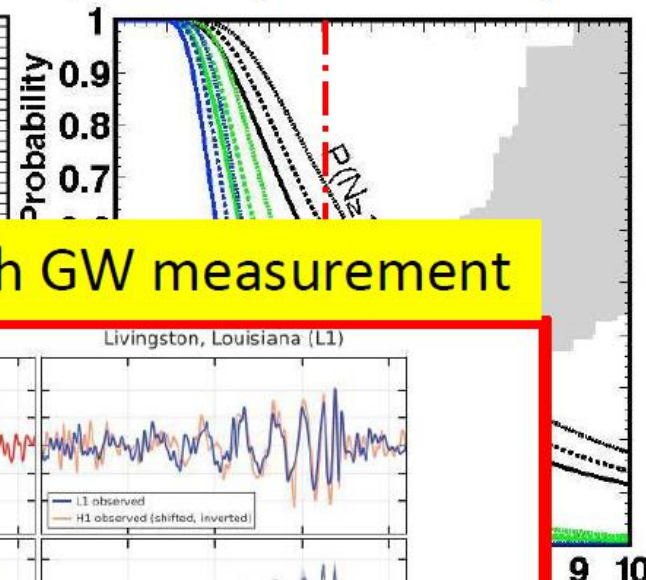 1
0.9
0.8
0.7
Probability
P(N≥
h GW measurement
Livingston, Louisiana (L1)
L1 observed
H1 observed (shifted, inverted)
9 10